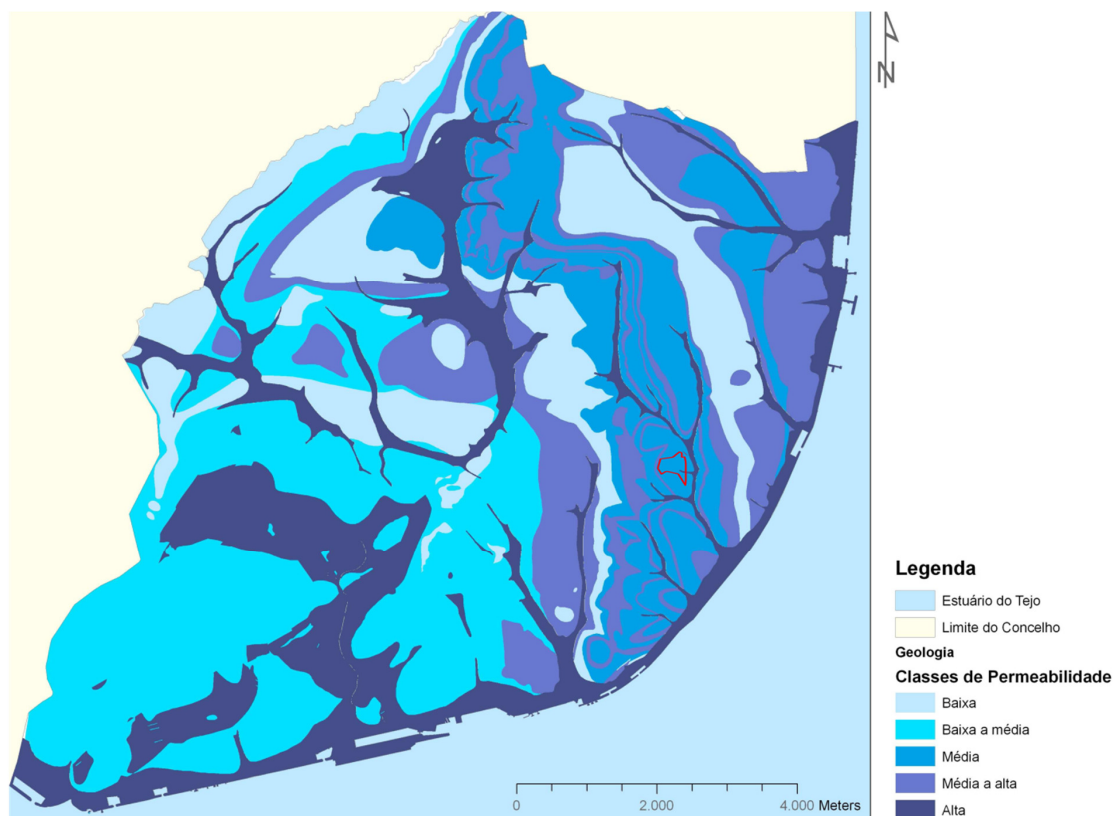 N
Legenda
Estuário do Tejo
Limite do Concelho
Geologia
Classes de Permeabilidade
Baixa
Baixa a média
Média
Média a alta
Alta
0 2.000 4.000 Meters